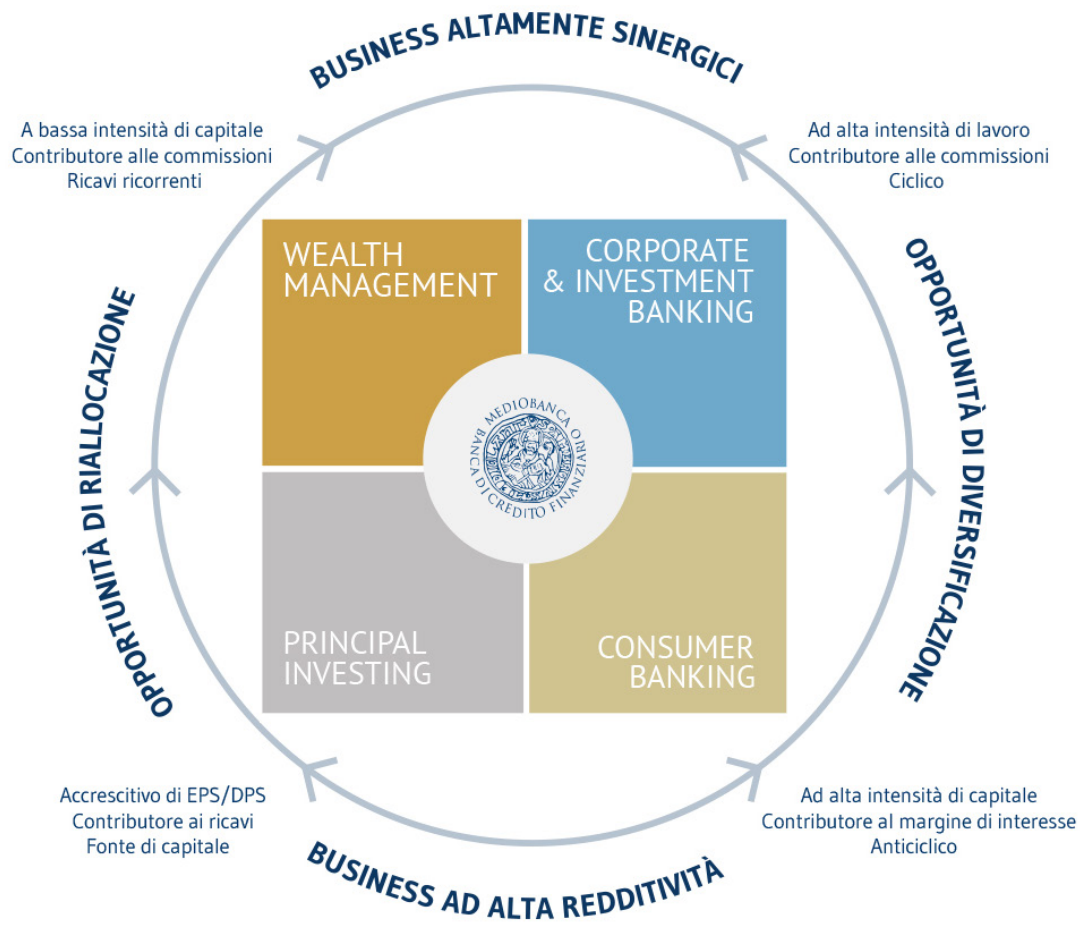 BUSINESS ALTAMENTE SINERGICI
A bassa intensità di capitale
Contributore alle commissioni
Ricavi ricorrenti
Ad alta intensità di lavoro
Contributore alle commissioni
Ciclico
WEALTH
MANAGEMENT
CORPORATE
& INVESTMENT
BANKING
OPPORTUNITÀ DI RIALLOCAZIONE
OPPORTUNITÀ DI DIVERSIFICAZIONE
MEDIOBANCA
BANCA DI CREDITO FINANZIARIO
PRINCIPAL
INVESTING
CONSUMER
BANKING
Accrescitivo di EPS/DPS
Contributore ai ricavi
Fonte di capitale
Ad alta intensità di capitale
Contributore al margine di interesse
Anticiclico
BUSINESS AD ALTA REDDITIVITÀ